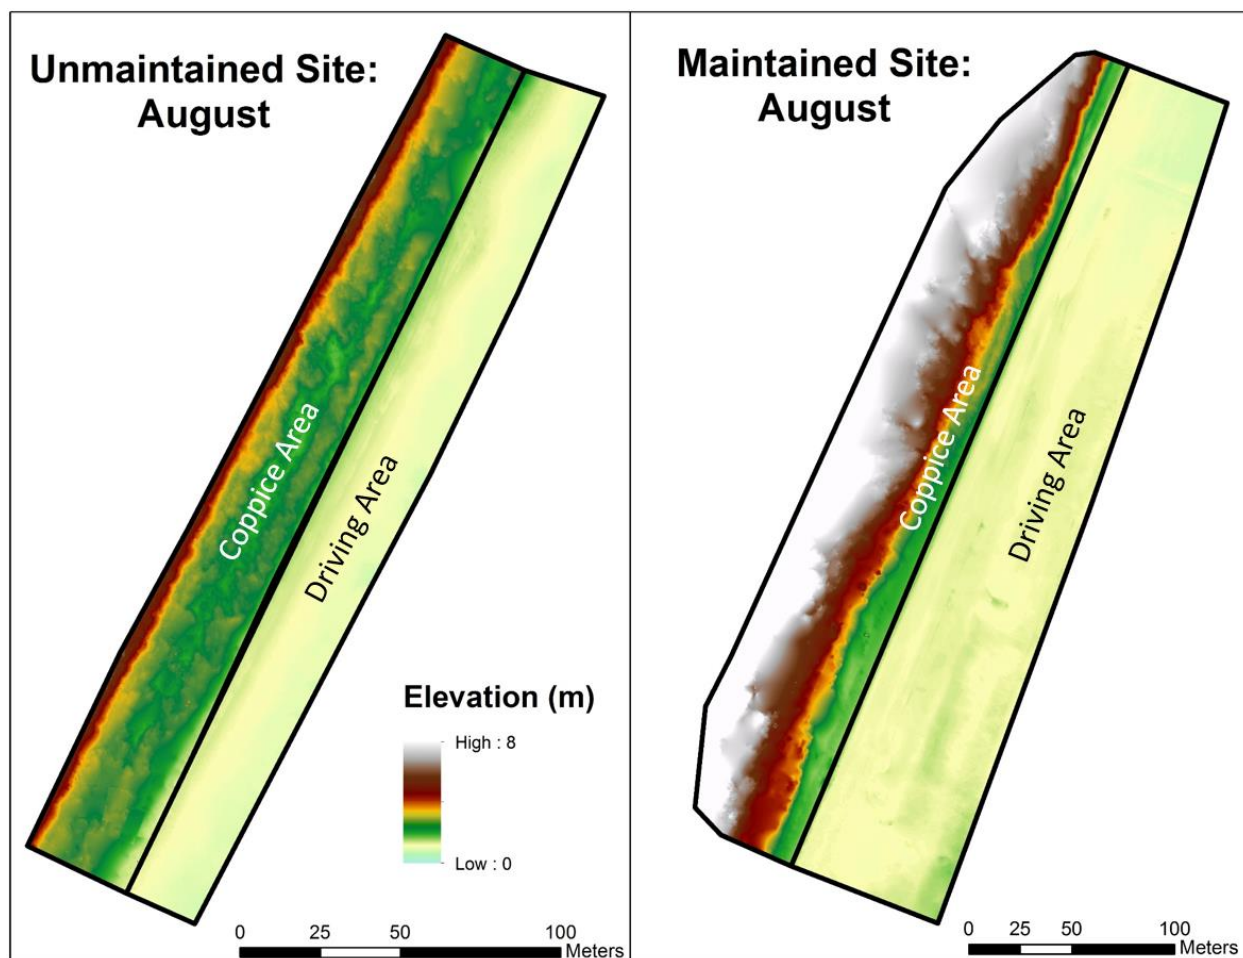 Unmaintained Site:
August
Coppice Area
Driving Area
Elevation (m)
High : 8
Low : 0
0 25 50 100
Meters
Maintained Site:
August
Coppice Area
Driving Area
0 25 50 100
Meters